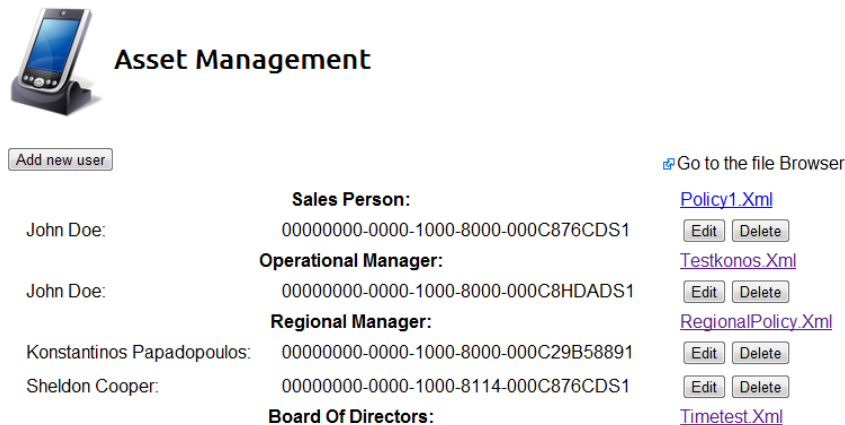 Asset Management
Add new user
Go to the file Browser
Sales Person: Policy1.Xml
John Doe: 00000000-0000-1000-8000-000C876CDS1 Edit Delete
Operational Manager: Testkonos.Xml
John Doe: 00000000-0000-1000-8000-000C8HDADS1 Edit Delete
Regional Manager: RegionalPolicy.Xml
Konstantinos Papadopoulos: 00000000-0000-1000-8000-000C29B58891 Edit Delete
Sheldon Cooper: 00000000-0000-1000-8114-000C876CDS1 Edit Delete
Board Of Directors: Timetest.Xml